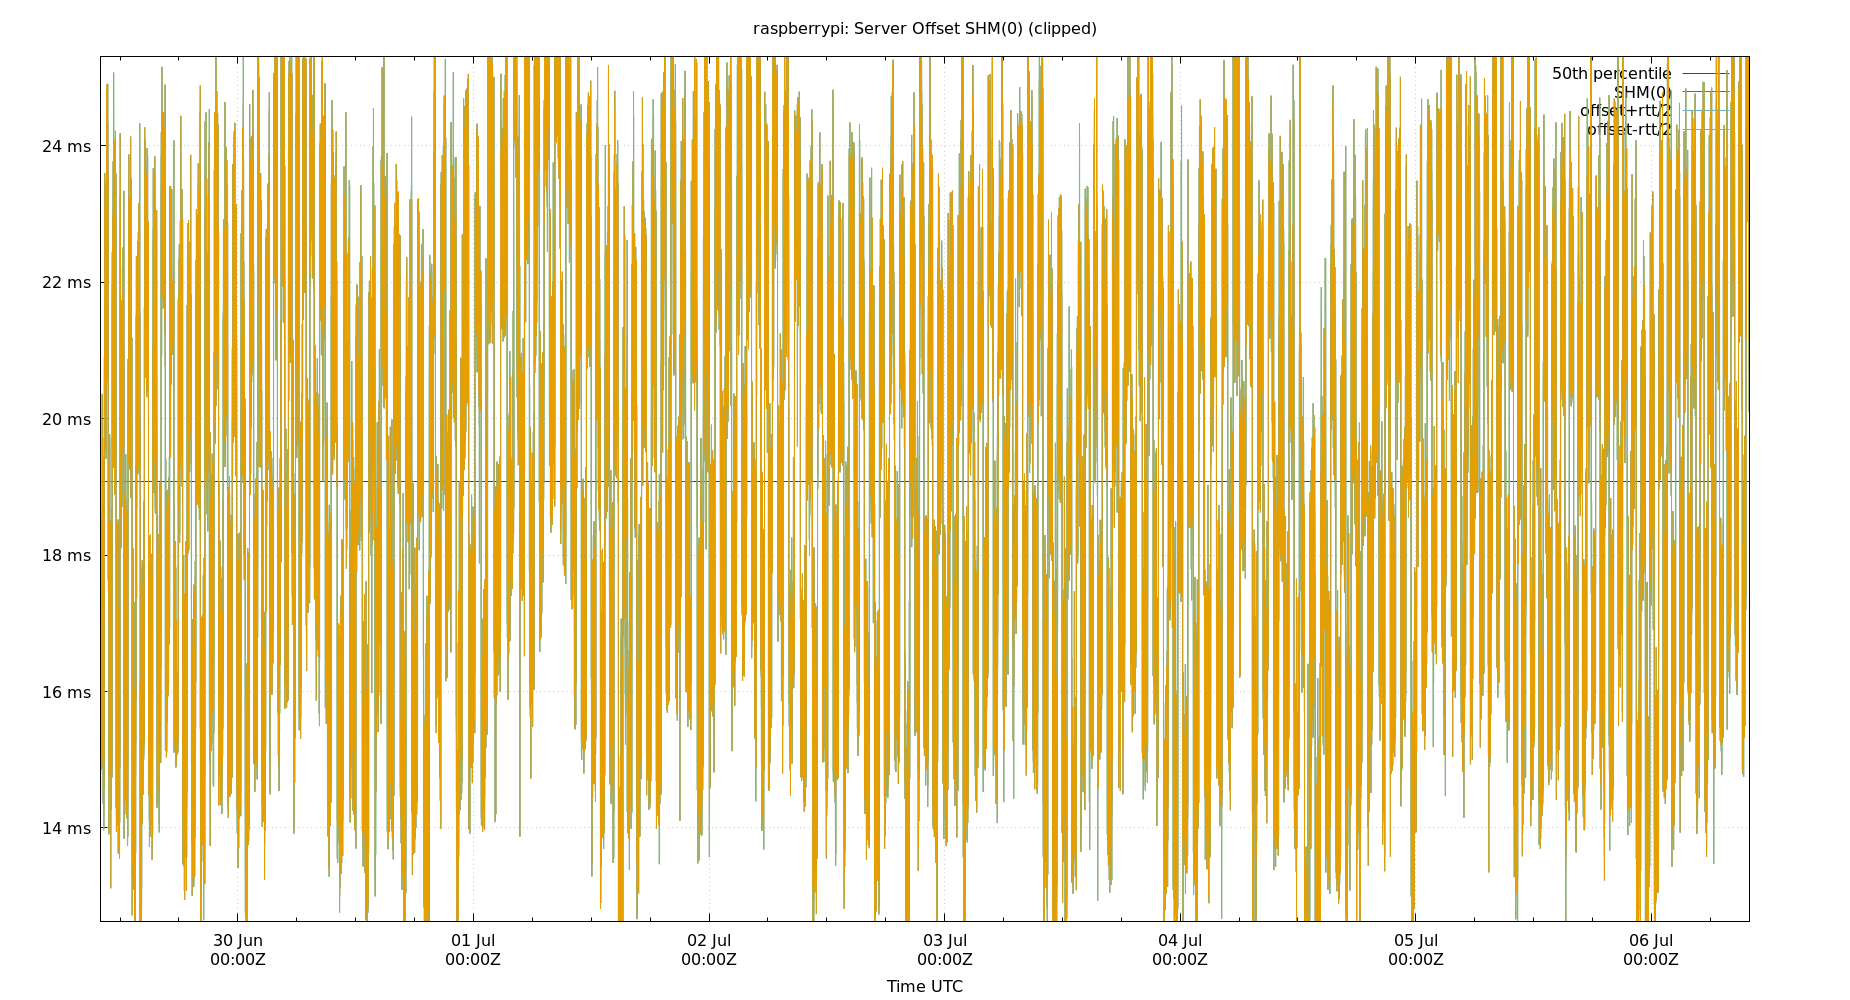 raspberrypi: Server Offset SHM(0) (clipped)
50th percentile
SHM(0)
offset+rtt/2
offset-rtt/2
24 ms
22 ms
20 ms
18 ms
16 ms
14 ms
30 Jun 01 Jul 02 Jul 03 Jul 04 Jul 05 Jul 06 Jul
00:00Z 00:00Z 00:00Z 00:00Z 00:00Z 00:00Z 00:00Z
Time UTC